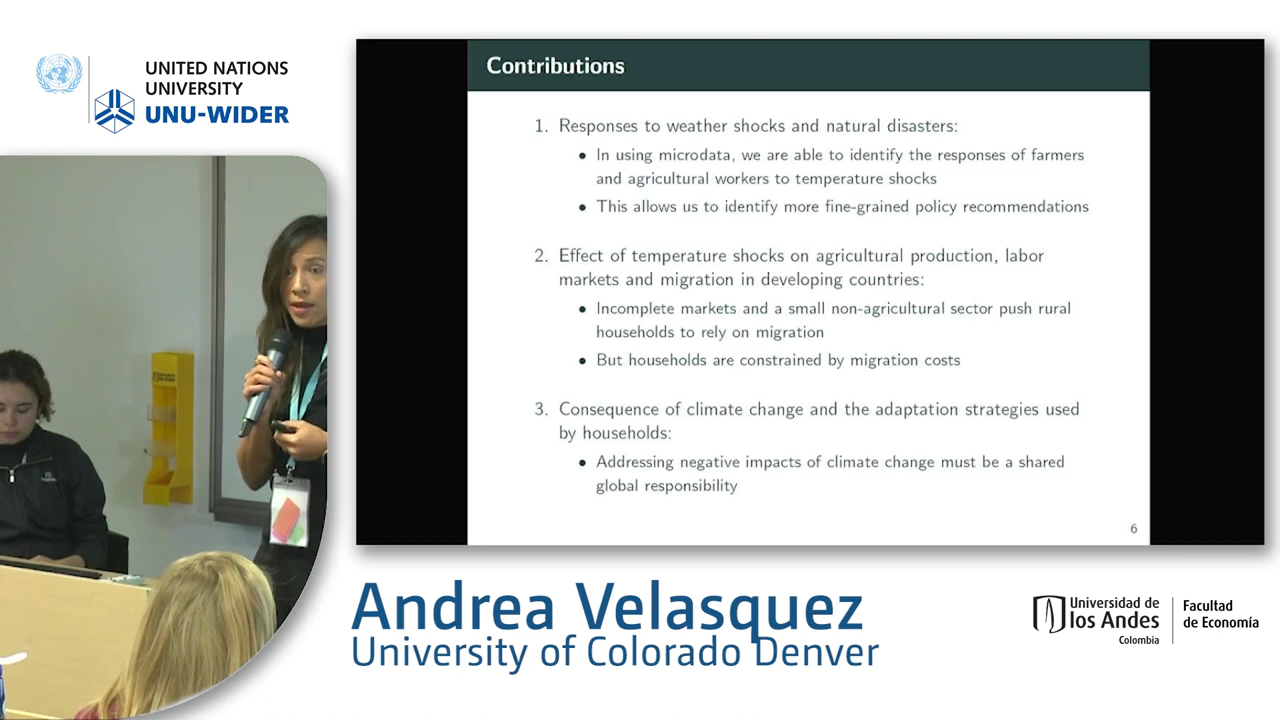 UNITED NATIONS
UNIVERSITY
UNU-WIDER
Contributions
1. Responses to weather shocks and natural disasters:
• In using microdata, we are able to identify the responses of farmers
and agricultural workers to temperature shocks
• This allows us to identify more fine-grained policy recommendations
2. Effect of temperature shocks on agricultural production, labor
markets and migration in developing countries:
• Incomplete markets and a small non-agricultural sector push rural
households to rely on migration
• But households are constrained by migration costs
3. Consequence of climate change and the adaptation strategies used
by households:
• Addressing negative impacts of climate change must be a shared
global responsibility
6
Andrea Velasquez
University of Colorado Denver
Universidad de
los Andes
Colombia
Facultad
de Economía